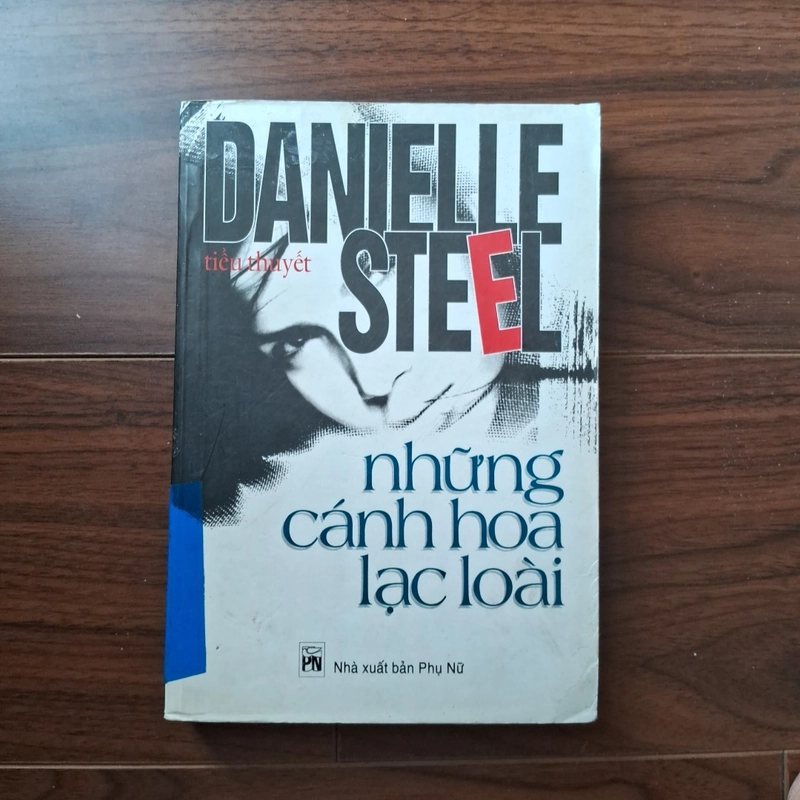 DANIELLE
STEEL
tiểu thuyết
những
cánh hoa
lạc loài
PN
Nhà xuất bản Phụ Nữ